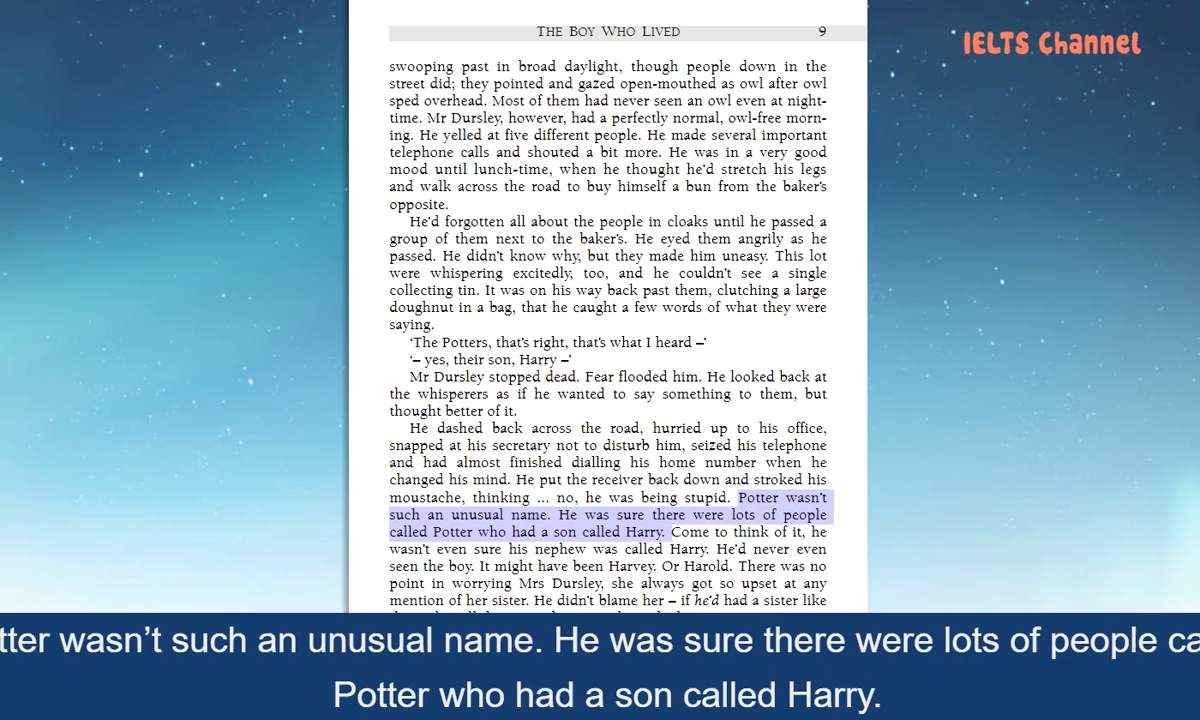 THE BOY WHO LIVED 9
IELTS Channel
swooping past in broad daylight, though people down in the
street did; they pointed and gazed open-mouthed as owl after owl
sped overhead. Most of them had never seen an owl even at night-
time. Mr Dursley, however, had a perfectly normal, owl-free morn-
ing. He yelled at five different people. He made several important
telephone calls and shouted a bit more. He was in a very good
mood until lunch-time, when he thought he'd stretch his legs
and walk across the road to buy himself a bun from the baker's
opposite.
He'd forgotten all about the people in cloaks until he passed a
group of them next to the baker's. He eyed them angrily as he
passed. He didn't know why, but they made him uneasy. This lot
were whispering excitedly, too, and he couldn't see a single
collecting tin. It was on his way back past them, clutching a large
doughnut in a bag, that he caught a few words of what they were
saying.
‘The Potters, that's right, that's what I heard –’
‘– yes, their son, Harry –’
Mr Dursley stopped dead. Fear flooded him. He looked back at
the whisperers as if he wanted to say something to them, but
thought better of it.
He dashed back across the road, hurried up to his office,
snapped at his secretary not to disturb him, seized his telephone
and had almost finished dialling his home number when he
changed his mind. He put the receiver back down and stroked his
moustache, thinking ... no, he was being stupid. Potter wasn't
such an unusual name. He was sure there were lots of people
called Potter who had a son called Harry. Come to think of it, he
wasn't even sure his nephew was called Harry. He'd never even
seen the boy. It might have been Harvey. Or Harold. There was no
point in worrying Mrs Dursley, she always got so upset at any
mention of her sister. He didn't blame her – if he'd had a sister like
tter wasn't such an unusual name. He was sure there were lots of people ca
Potter who had a son called Harry.